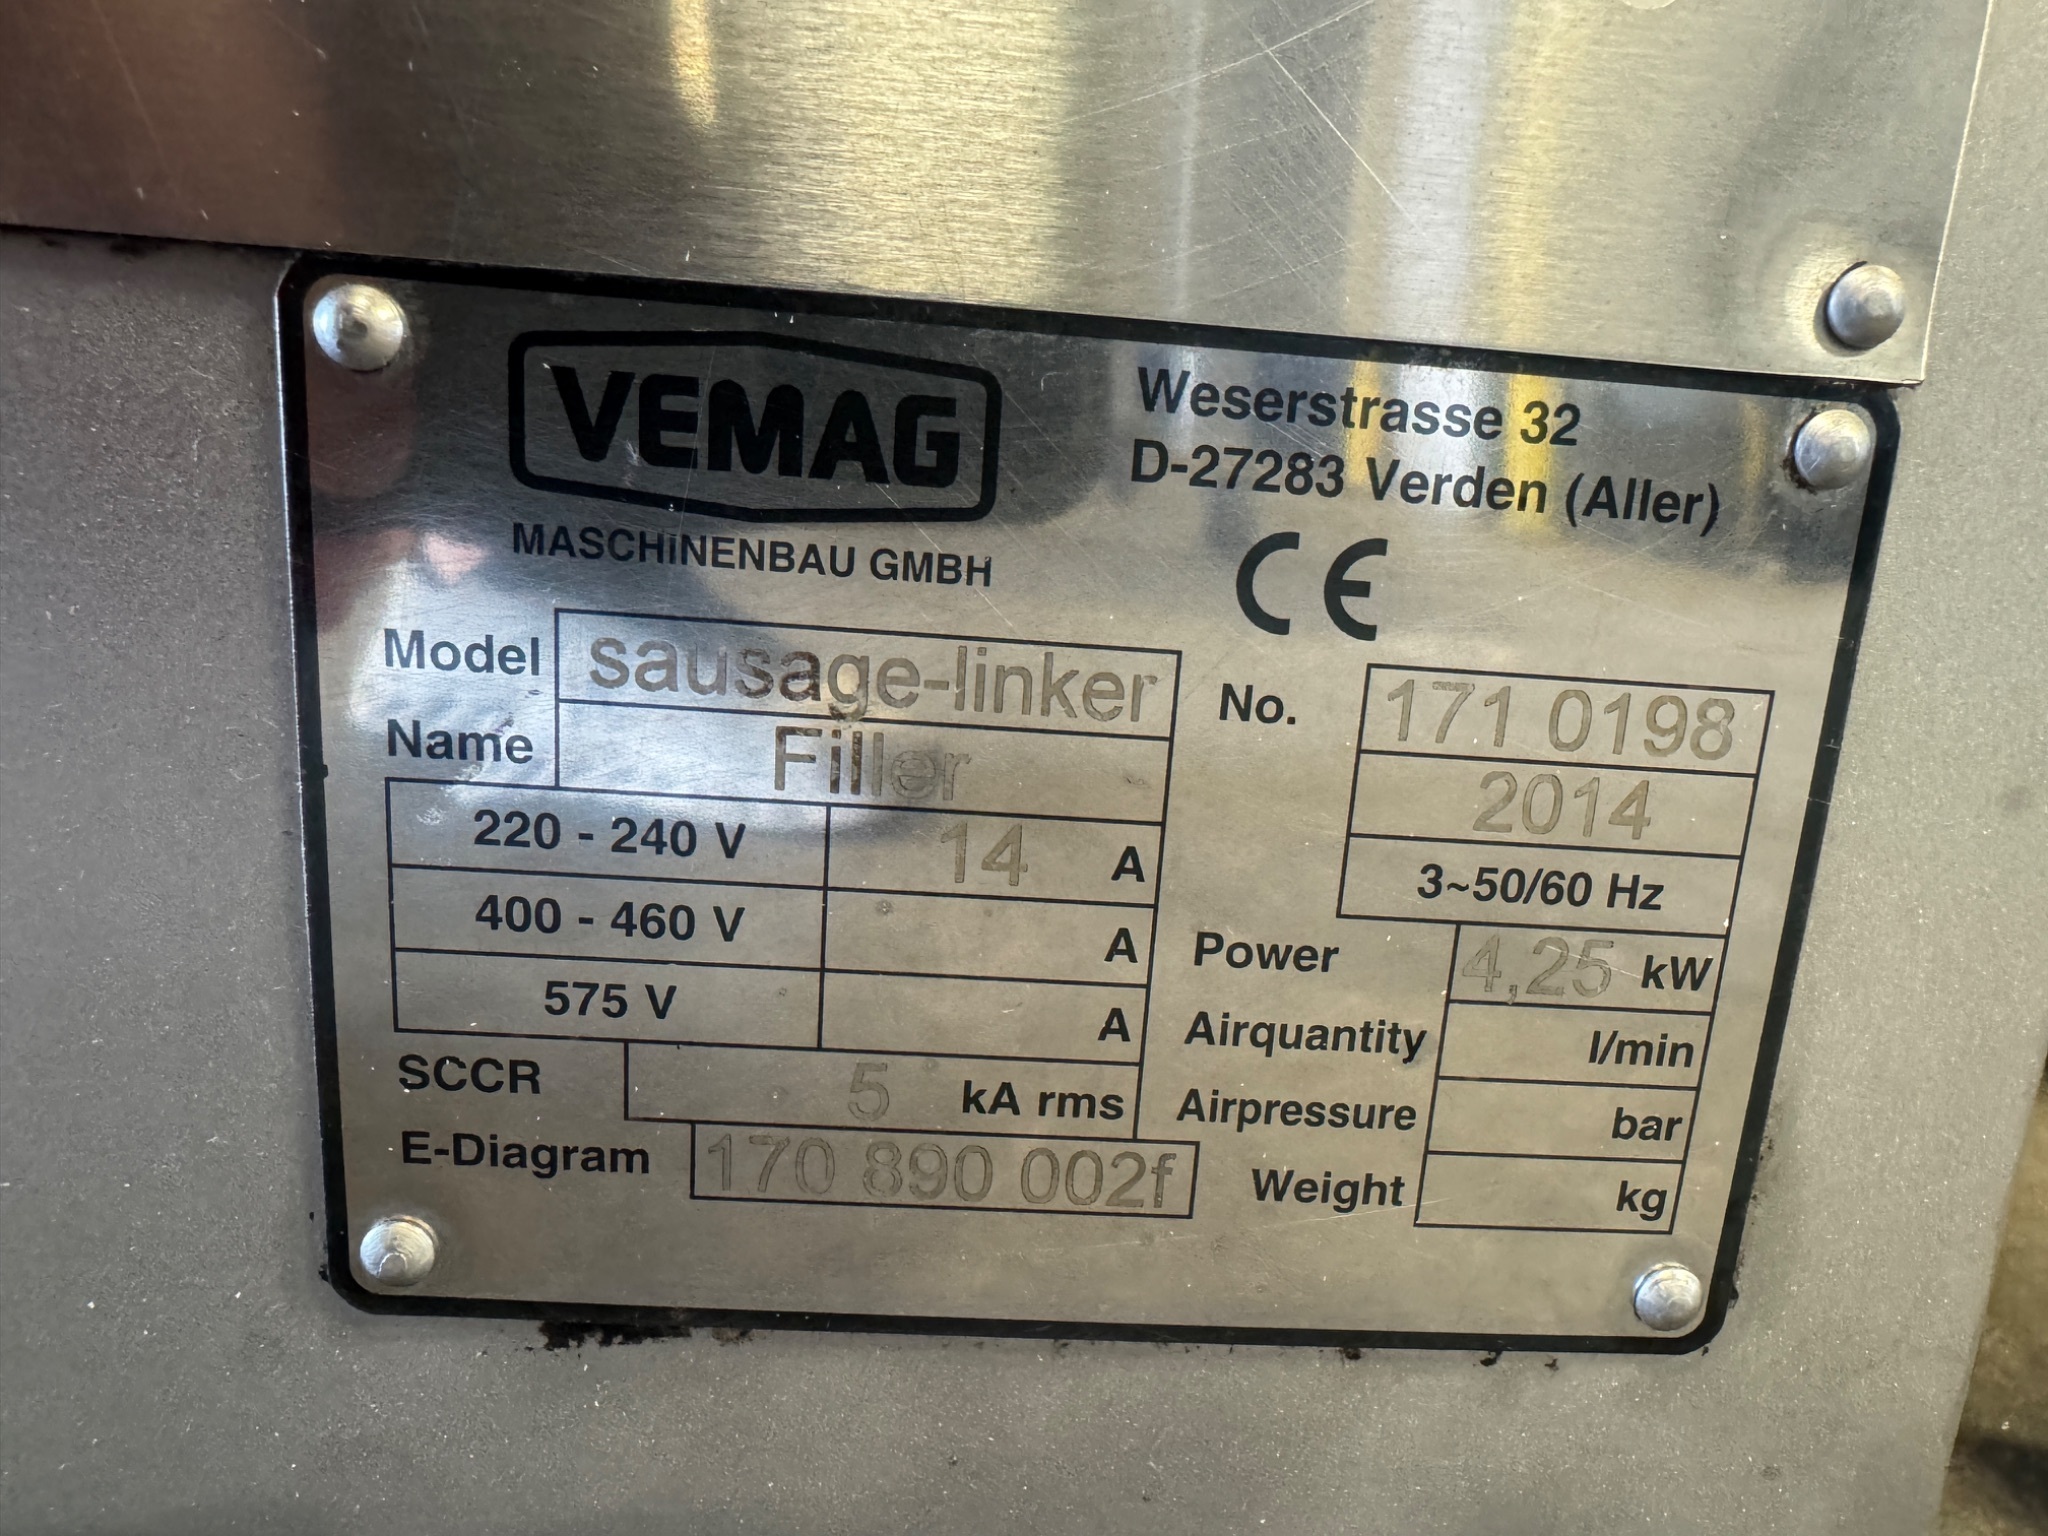 VEMAG
MASCHINENBAU GMBH
Weserstrasse 32
D-27283 Verden (Aller)
CE
Model sausage-linker
Name Filler
No. 171 0198
2014
3~50/60 Hz
220 - 240 V 14 A
400 - 460 V A
575 V A
SCCR 5 kA rms
E-Diagram 170 890 002f
Power 4,25 kW
Airquantity l/min
Airpressure bar
Weight kg